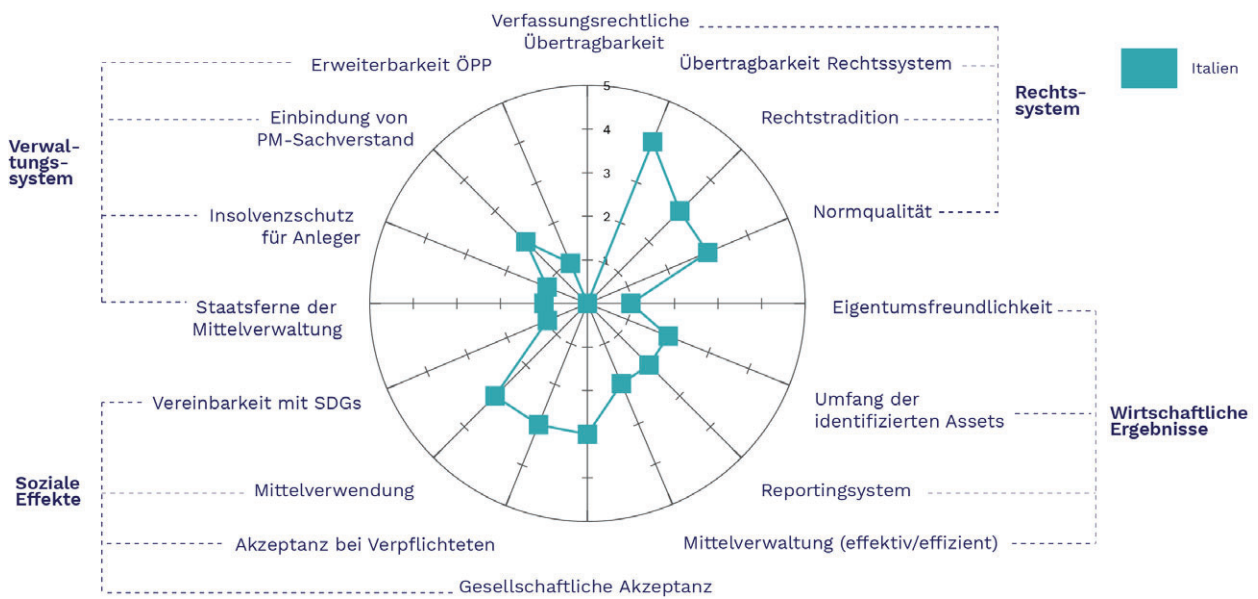 Verfassungsrechtliche
Übertragbarkeit
Übertragbarkeit Rechtssystem
Rechtstradition
Normqualität
Rechts-
system
Italien
Eigentumsfreundlichkeit
Umfang der
identifizierten Assets
Reportingsystem
Mittelverwaltung (effektiv/effizient)
Wirtschaftliche
Ergebnisse
Gesellschaftliche Akzeptanz
Akzeptanz bei Verpflichteten
Mittelverwendung
Vereinbarkeit mit SDGs
Soziale
Effekte
Staatsferne der
Mittelverwaltung
Insolvenzschutz
für Anleger
Einbindung von
PM-Sachverstand
Erweiterbarkeit ÖPP
Verwal-
tungs-
system
5
4
3
2
1